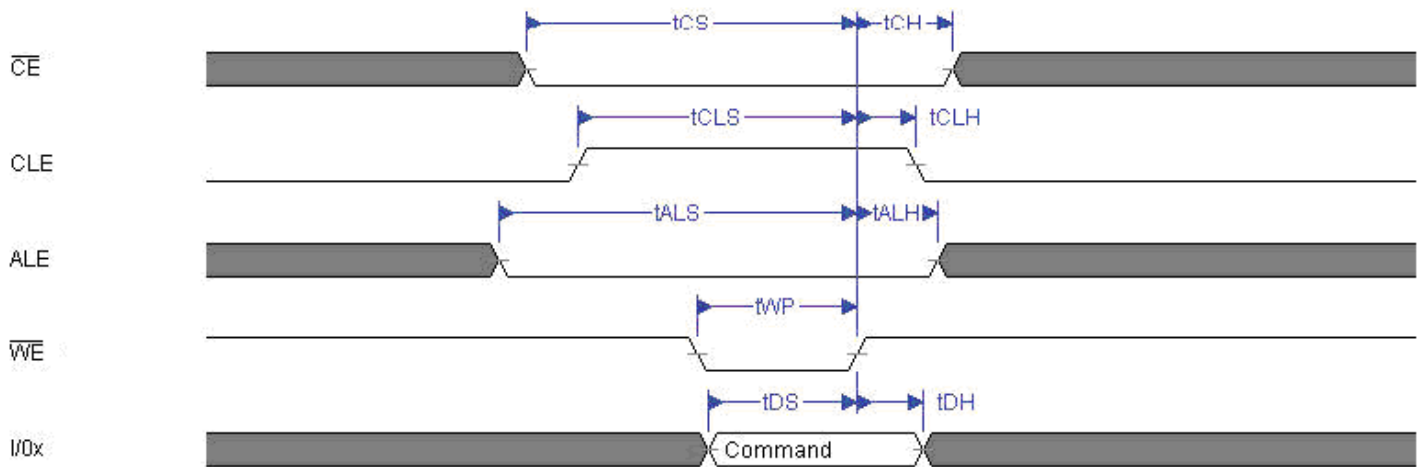 tCS tCH
CE
tCLS tCLH
CLE
tALS tALH
ALE
tWP
WE
tDS tDH
I/0x Command